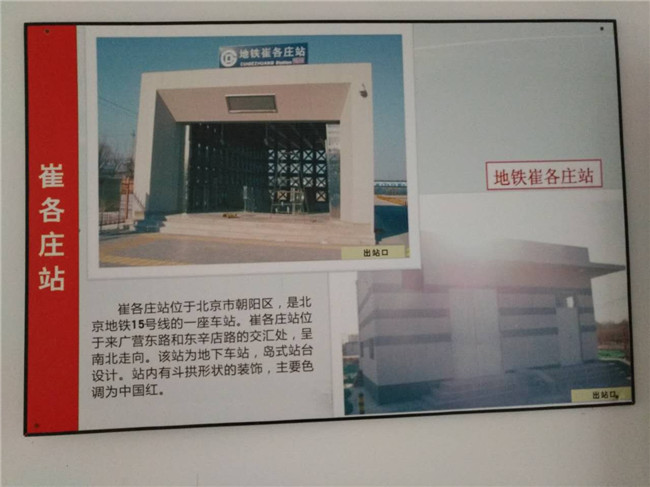 崔各庄站
地铁崔各庄站
出站口
地铁崔各庄站
崔各庄站位于北京市朝阳区，是北
京地铁15号线的一座车站。崔各庄站位
于来广营东路和东辛店路的交汇处，呈
南北走向。该站为地下车站，岛式站台
设计。站内有斗拱形状的装饰，主要色
调为中国红。
出站口